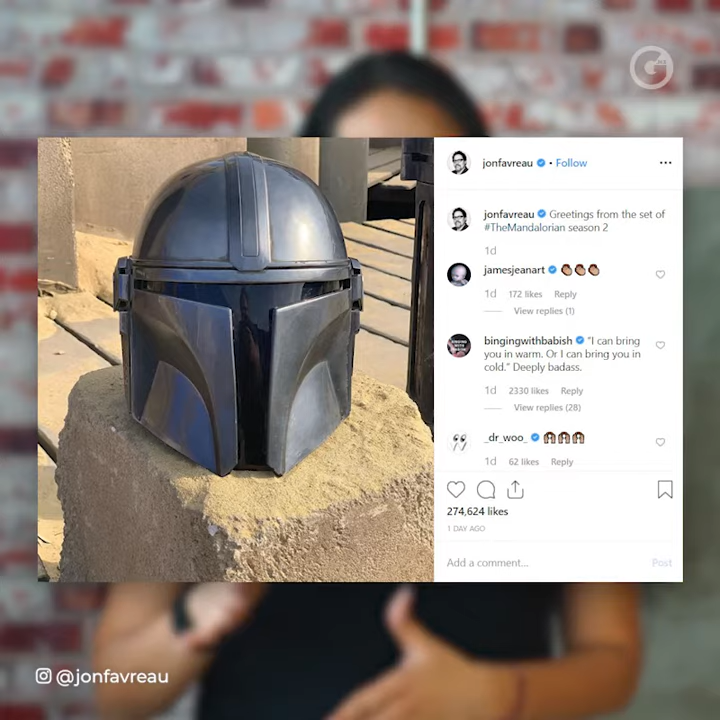 G
jonfavreau • Follow
jonfavreau Greetings from the set of
#TheMandalorian season 2
1d
jamesjeanart 👏🏽👏🏽👏🏽
1d 172 likes Reply
View replies (1)
bingingwithbabish "I can bring
you in warm. Or I can bring you in
cold." Deeply badass.
1d 2330 likes Reply
View replies (28)
_dr_woo_
1d 62 likes Reply
274,624 likes
1 DAY AGO
Add a comment...
Post
@jonfavreau